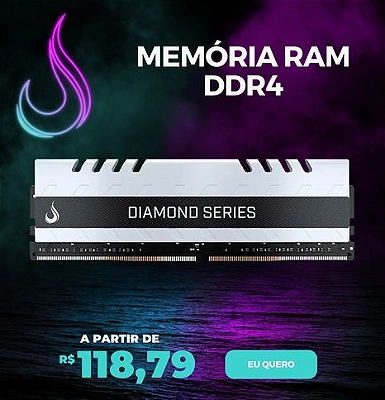 MEMÓRIA RAM
DDR4
DIAMOND SERIES
A PARTIR DE
R$118,79
EU QUERO